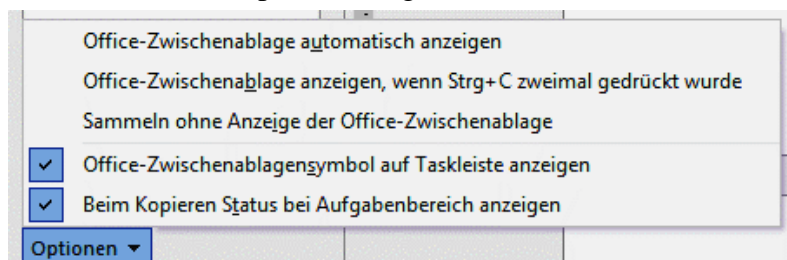 Office-Zwischenablage automatisch anzeigen
Office-Zwischenablage anzeigen, wenn Strg+C zweimal gedrückt wurde
Sammeln ohne Anzeige der Office-Zwischenablage
Office-Zwischenablagensymbol auf Taskleiste anzeigen
Beim Kopieren Status bei Aufgabenbereich anzeigen
Optionen